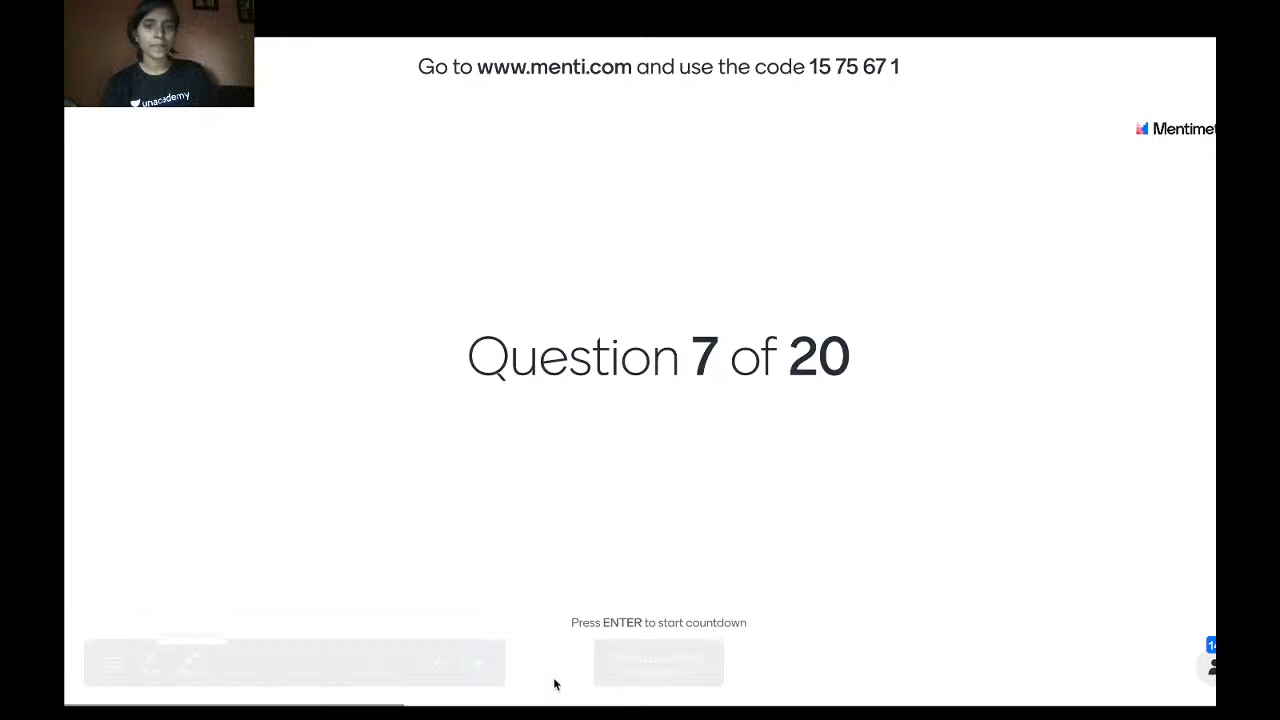 unacademy
Go to www.menti.com and use the code 15 75 67 1
Mentimet
Question 7 of 20
Press ENTER to start countdown